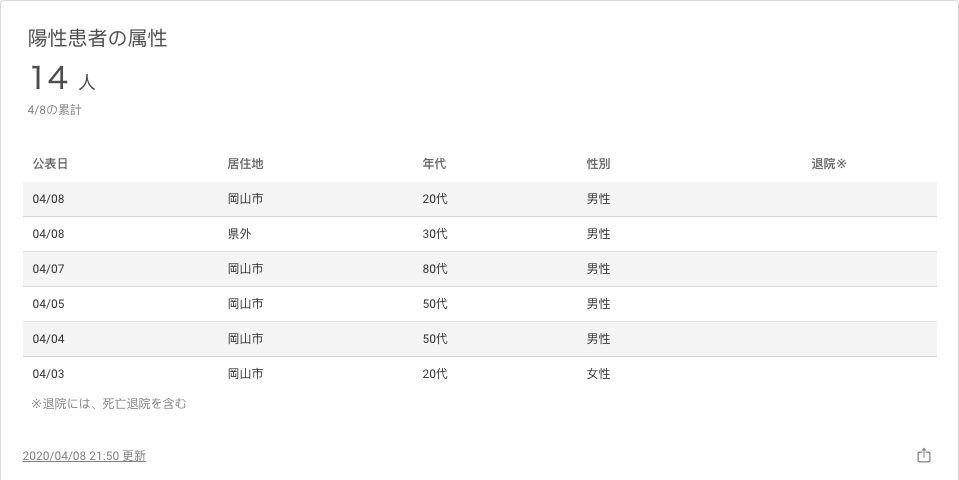 陽性患者の属性
14 人
4/8の累計
公表日 居住地 年代 性別 退院※
04/08 岡山市 20代 男性
04/08 県外 30代 男性
04/07 岡山市 80代 男性
04/05 岡山市 50代 男性
04/04 岡山市 50代 男性
04/03 岡山市 20代 女性
※退院には、死亡退院を含む
2020/04/08 21:50 更新